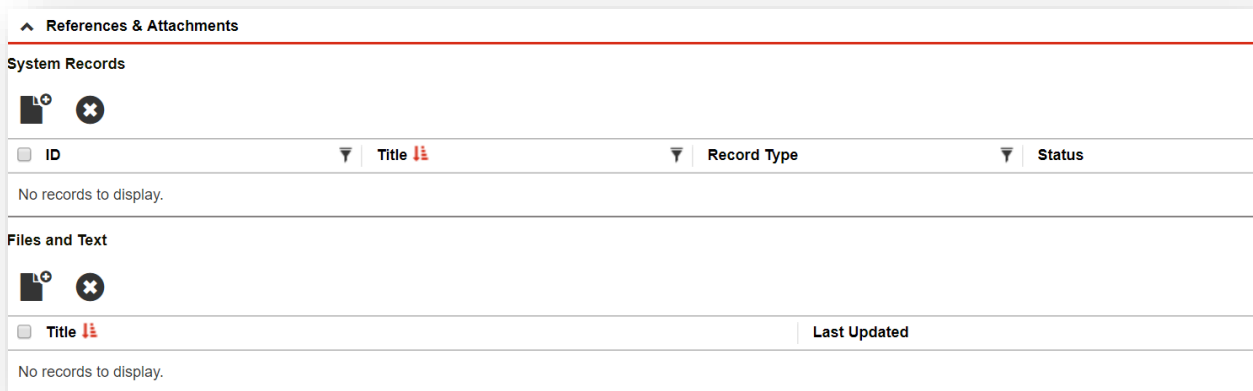 References & Attachments
System Records
ID Title Record Type Status
No records to display.
Files and Text
Title Last Updated
No records to display.